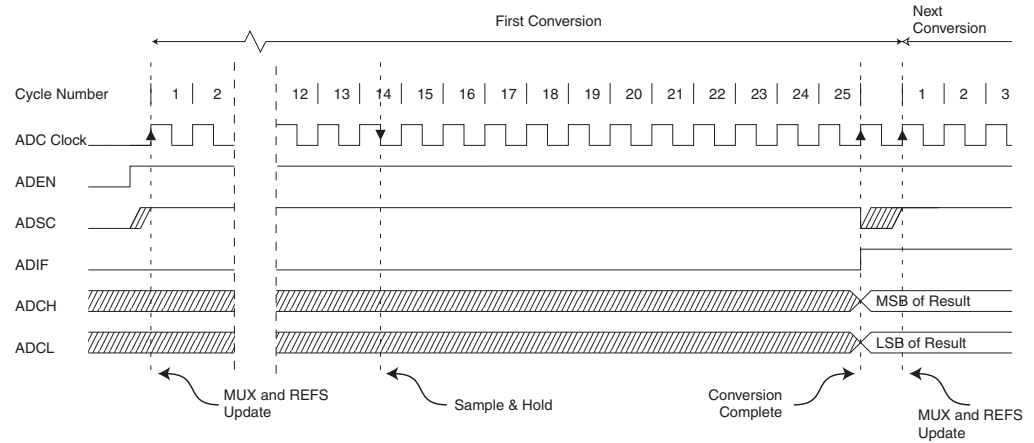 First Conversion
Next
Conversion
Cycle Number 1 2 12 13 14 15 16 17 18 19 20 21 22 23 24 25 1 2 3
ADC Clock
ADEN
ADSC
ADIF
ADCH MSB of Result
ADCL LSB of Result
MUX and REFS
Update
Sample & Hold
Conversion
Complete
MUX and REFS
Update